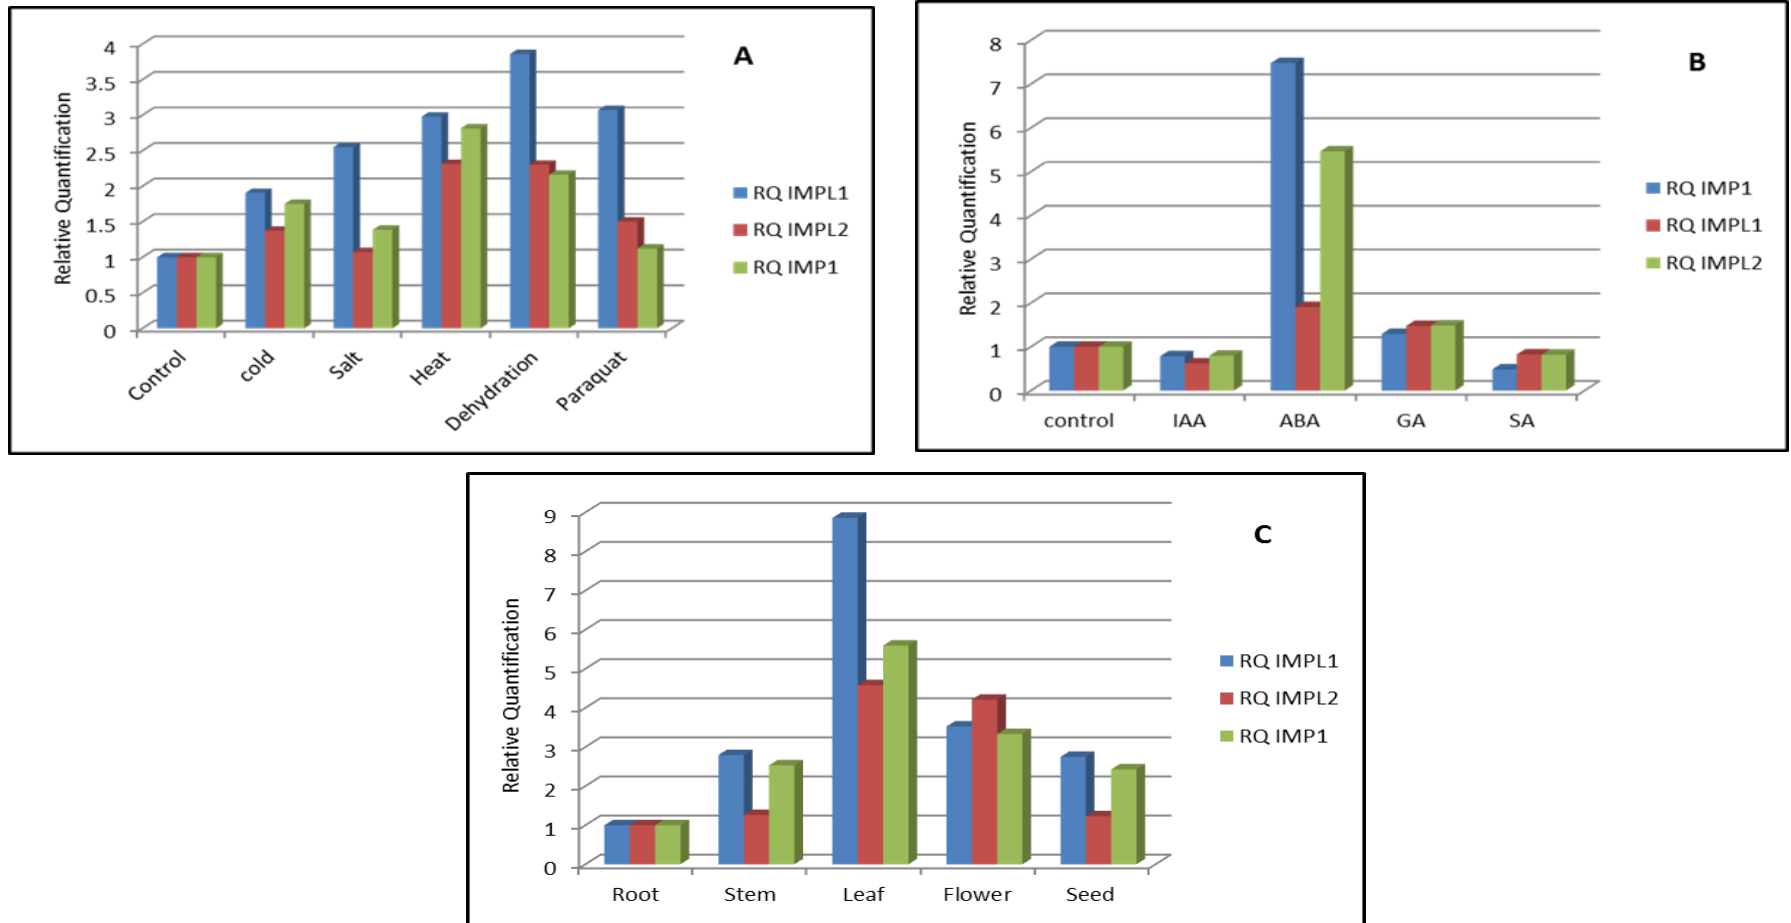 A
Relative Quantification
4
3.5
3
2.5
2
1.5
1
0.5
0
Control
cold
Salt
Heat
Dehydration
Paraquat
RQ IMPL1
RQ IMPL2
RQ IMP1
B
Relative Quantification
8
7
6
5
4
3
2
1
0
control
IAA
ABA
GA
SA
RQ IMP1
RQ IMPL1
RQ IMPL2
C
Relative Quantification
9
8
7
6
5
4
3
2
1
0
Root
Stem
Leaf
Flower
Seed
RQ IMPL1
RQ IMPL2
RQ IMP1